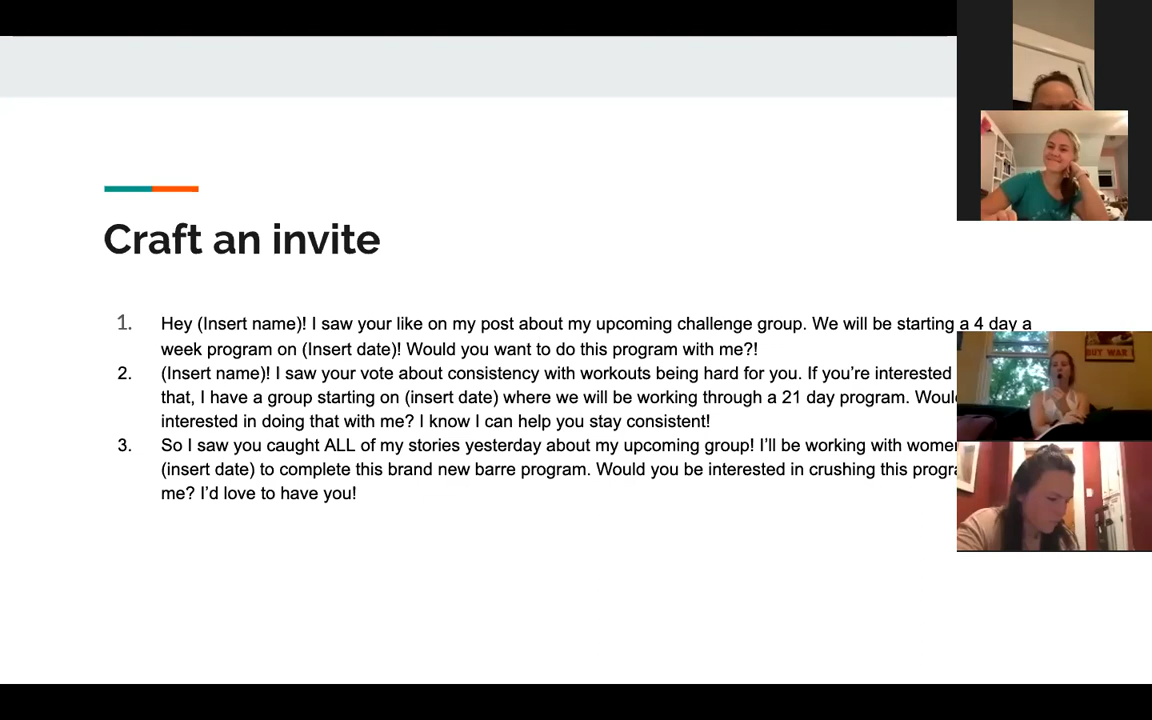 Craft an invite
1. Hey (Insert name)! I saw your like on my post about my upcoming challenge group. We will be starting a 4 day a
week program on (Insert date)! Would you want to do this program with me?!
2. (Insert name)! I saw your vote about consistency with workouts being hard for you. If you’re interested
that, I have a group starting on (insert date) where we will be working through a 21 day program.
interested in doing that with me? I know I can help you stay consistent!
3. So I saw you caught ALL of my stories yesterday about my upcoming group! I’ll be working with
(insert date) to complete this brand new barre program. Would you be interested in crushing this
me? I’d love to have you!
BUY WAR